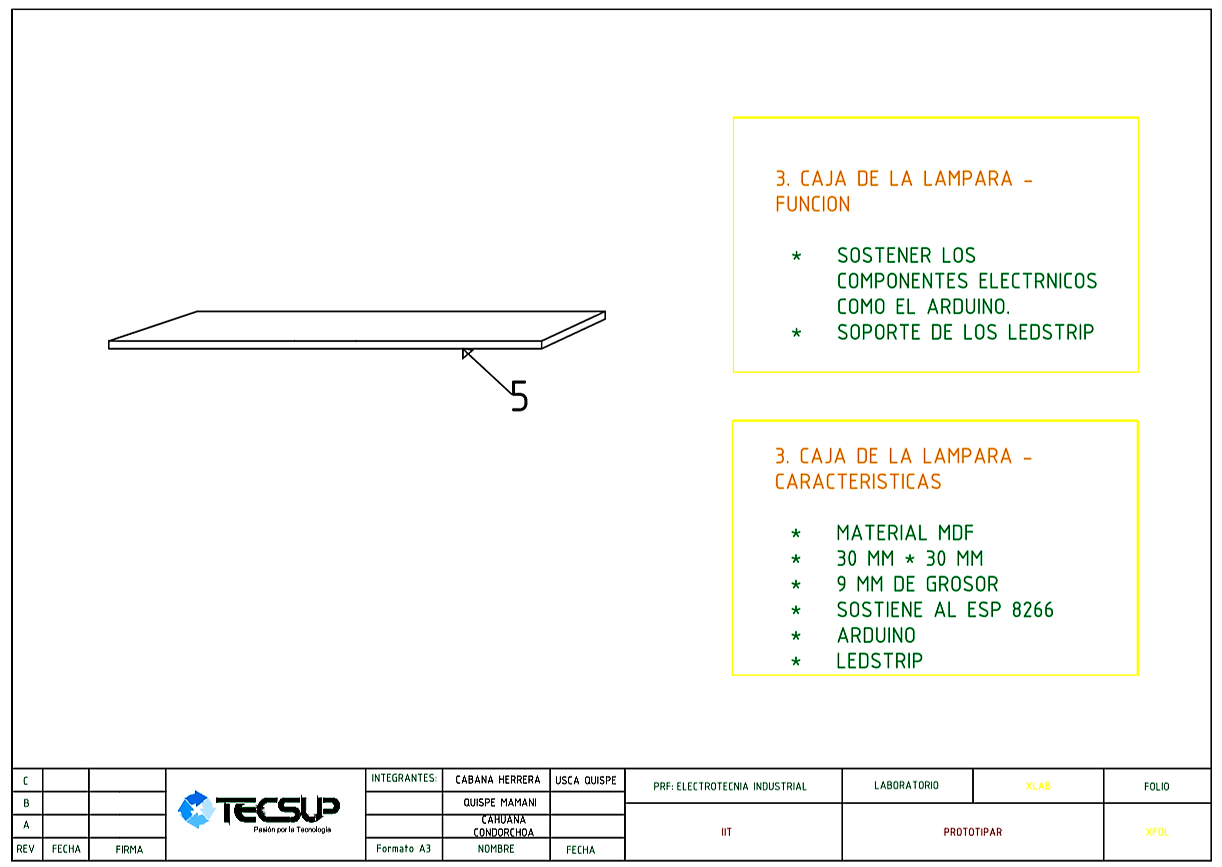 3. CAJA DE LA LAMPARA -
FUNCION
* SOSTENER LOS
COMPONENTES ELECTRNICOS
COMO EL ARDUINO.
* SOPORTE DE LOS LEDSTRIP
5
3. CAJA DE LA LAMPARA -
CARACTERISTICAS
* MATERIAL MDF
* 30 MM * 30 MM
* 9 MM DE GROSOR
* SOSTIENE AL ESP 8266
* ARDUINO
* LEDSTRIP
C
B
A
REV FECHA FIRMA
TECSUP
Pasión por la Tecnología
INTEGRANTES: CABANA HERRERA USCA QUISPE
QUISPE MAMANI
CAHUANA
CONDORCHOA
Formato A3 NOMBRE FECHA
PRF: ELECTROTECNIA INDUSTRIAL LABORATORIO XLAB FOLIO
IIT PROTOTIPAR XFOL